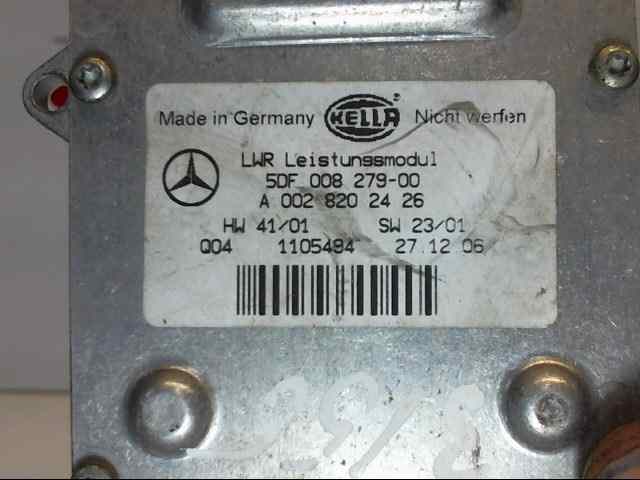 Made in Germany HELLA ® Nicht werfen
LWR Leistungsmodul
5DF 008 279-00
A 002 820 24 26
HW 41/01 SW 23/01
Q04 1105494 27.12.06